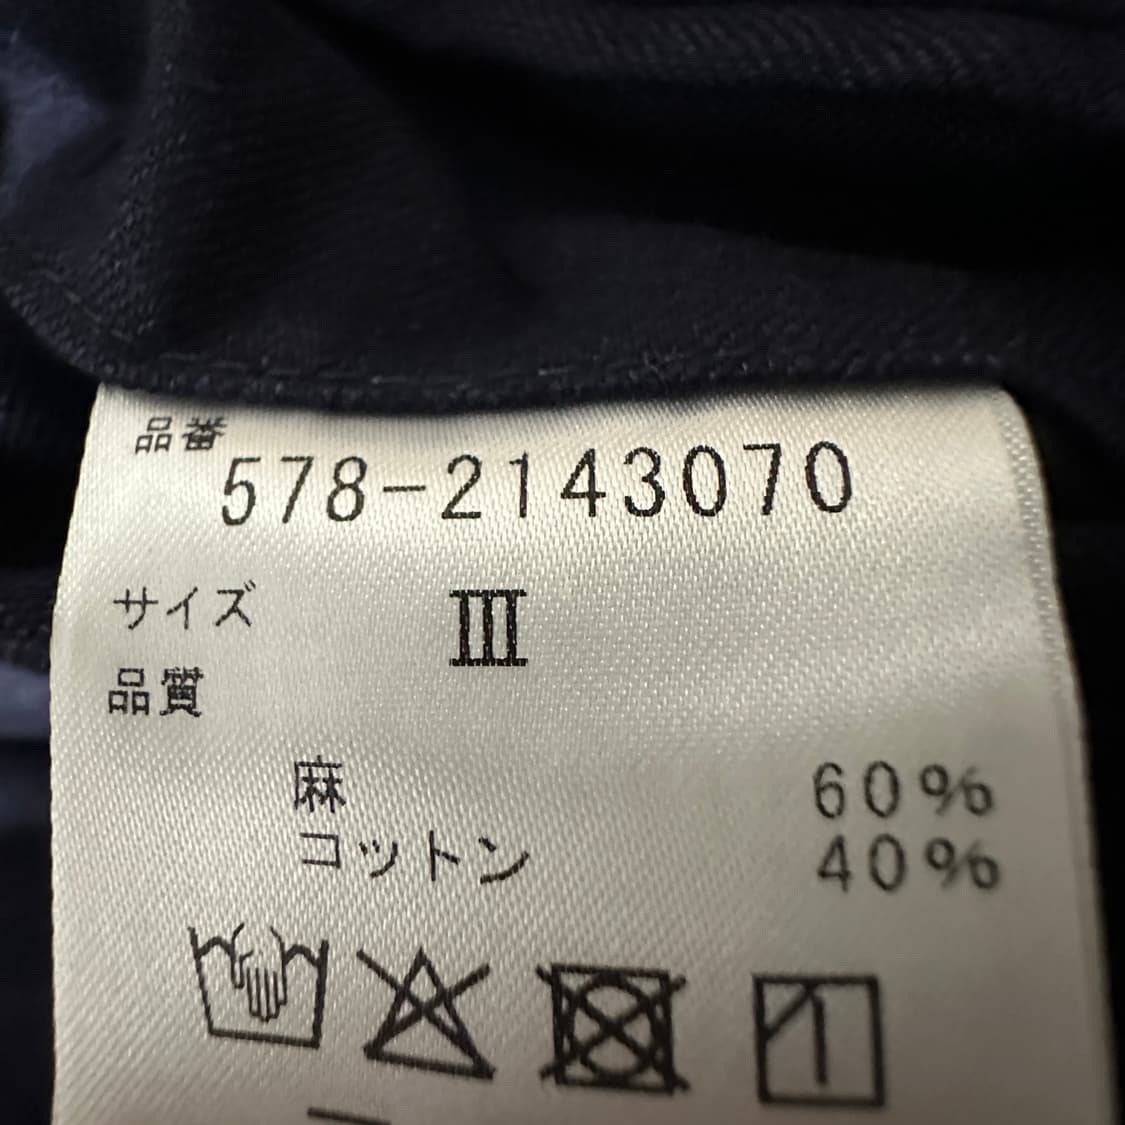 品番
578-2143070
サイズ Ⅲ
品質
麻 60%
コットン 40%